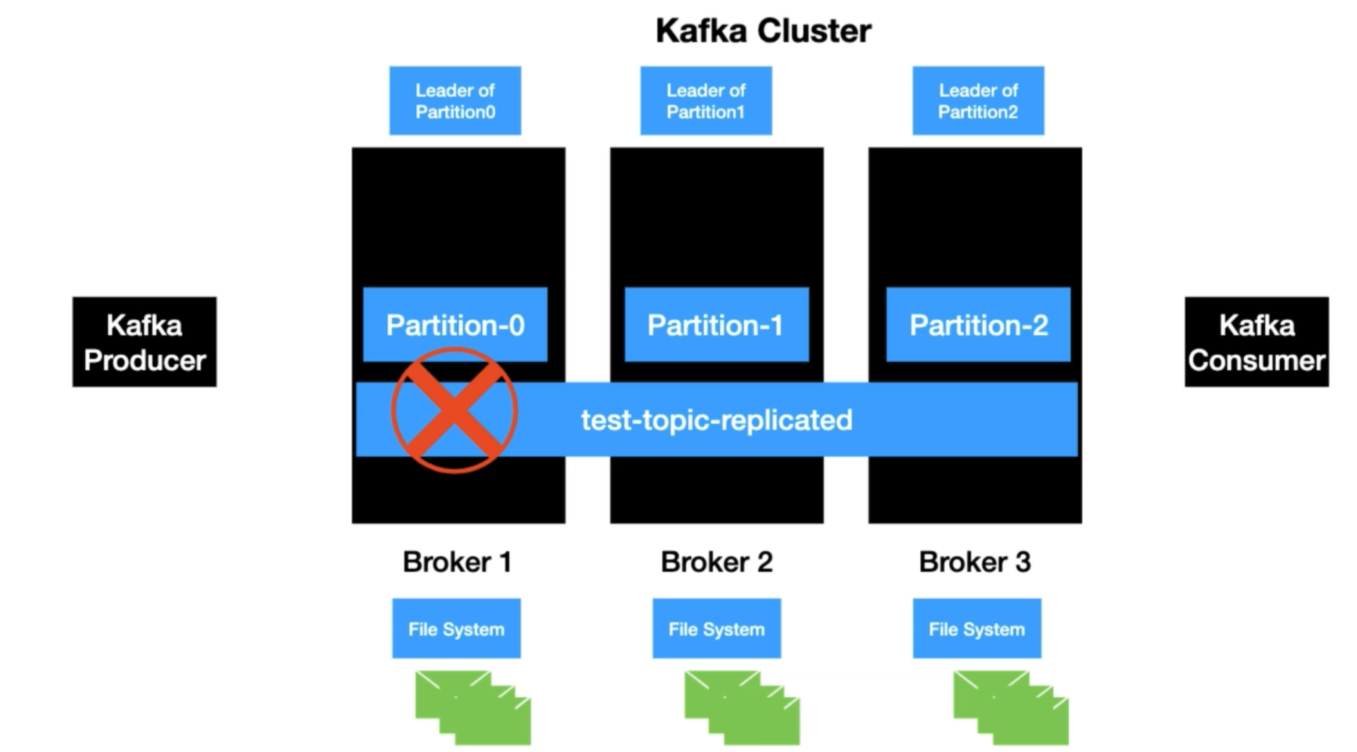 Kafka Cluster
Leader of
Partition0
Leader of
Partition1
Leader of
Partition2
Kafka
Producer
Partition-0
Partition-1
Partition-2
Kafka
Consumer
test-topic-replicated
Broker 1
Broker 2
Broker 3
File System
File System
File System